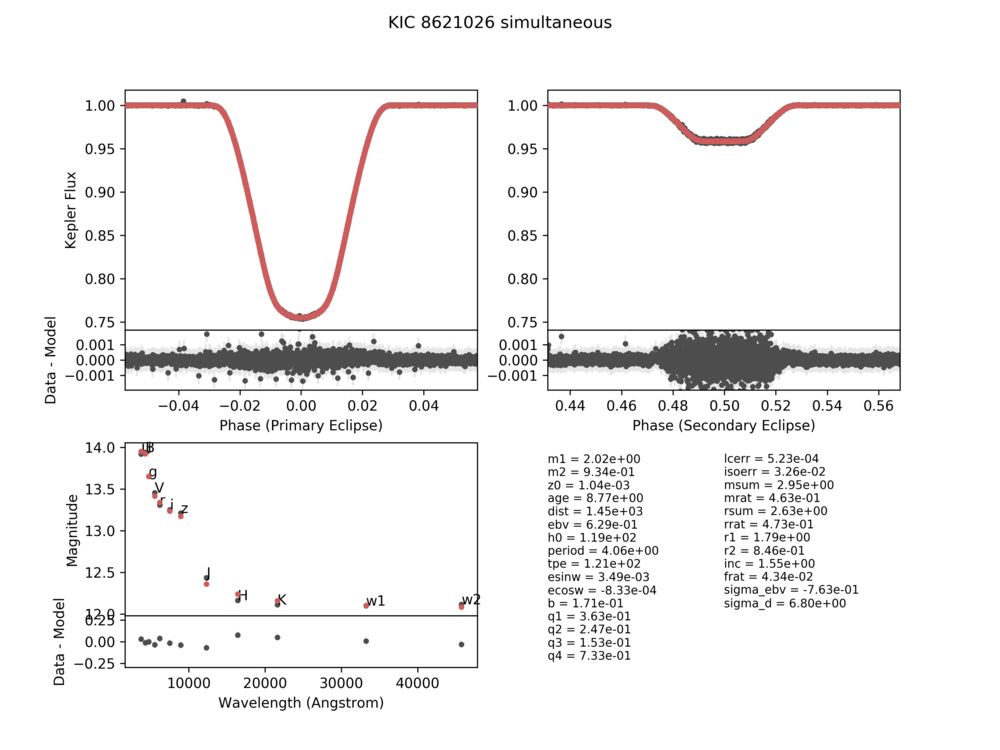 KIC 8621026 simultaneous
1.00
0.95
0.90
0.85
0.80
0.75
Kepler Flux
0.001
0.000
−0.001
Data - Model
−0.04 −0.02 0.00 0.02 0.04
Phase (Primary Eclipse)
1.00
0.95
0.90
0.85
0.80
0.75
0.001
0.000
−0.001
0.44 0.46 0.48 0.50 0.52 0.54 0.56
Phase (Secondary Eclipse)
14.0
13.5
13.0
12.5
12.0
Magnitude
B
g
V
r
i
z
J
H
K
w1
w2
0.25
0.00
−0.25
Data - Model
10000 20000 30000 40000
Wavelength (Angstrom)
m1 = 2.02e+00
m2 = 9.34e-01
z0 = 1.04e-03
age = 8.77e+00
dist = 1.45e+03
ebv = 6.29e-01
h0 = 1.19e+02
period = 4.06e+00
tpe = 1.21e+02
esinw = 3.49e-03
ecosw = -8.33e-04
b = 1.71e-01
q1 = 3.63e-01
q2 = 2.47e-01
q3 = 1.53e-01
q4 = 7.33e-01
lcerr = 5.23e-04
isoerr = 3.26e-02
msum = 2.95e+00
mrat = 4.63e-01
rsum = 2.63e+00
rrat = 4.73e-01
r1 = 1.79e+00
r2 = 8.46e-01
inc = 1.55e+00
frat = 4.34e-02
sigma_ebv = -7.63e-01
sigma_d = 6.80e+00